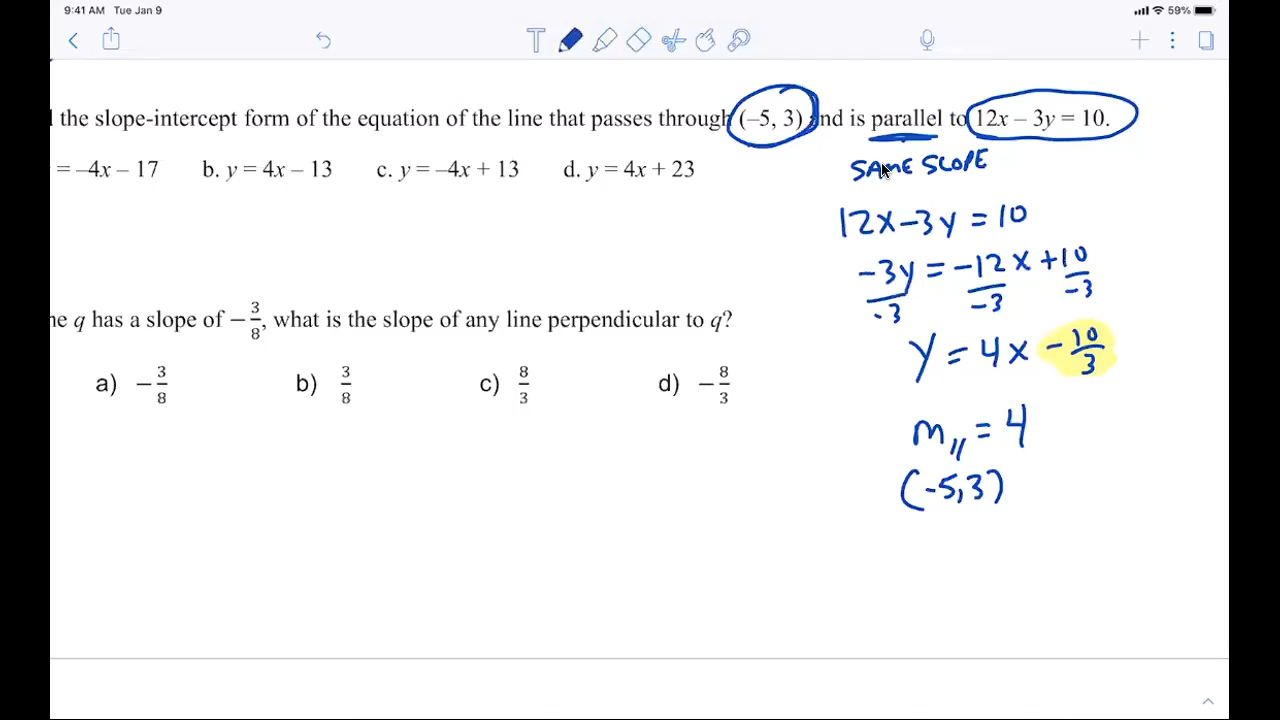 9:41 AM Tue Jan 9
59%
the slope-intercept form of the equation of the line that passes through (–5, 3) and is parallel to 12x – 3y = 10.
= –4x – 17 b. y = 4x – 13 c. y = –4x + 13 d. y = 4x + 23
SAME SLOPE
12x-3y = 10
-3y = -12x +10
-3 -3 -3
y = 4x - 10/3
m // = 4
(-5,3)
q has a slope of −3/8, what is the slope of any line perpendicular to q?
a) −3/8 b) 3/8 c) 8/3 d) −8/3